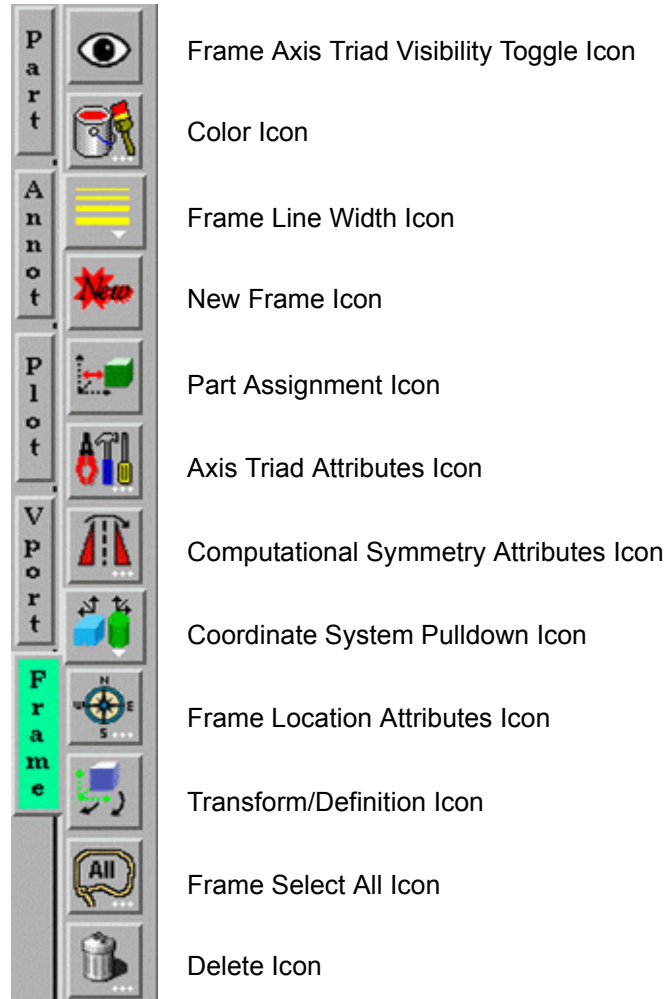 Part
Annot
Plot
Vport
Frame
Frame Axis Triad Visibility Toggle Icon
Color Icon
Frame Line Width Icon
New
New Frame Icon
Part Assignment Icon
Axis Triad Attributes Icon
Computational Symmetry Attributes Icon
Coordinate System Pulldown Icon
N
W
E
S
Frame Location Attributes Icon
Transform/Definition Icon
All
Frame Select All Icon
Delete Icon